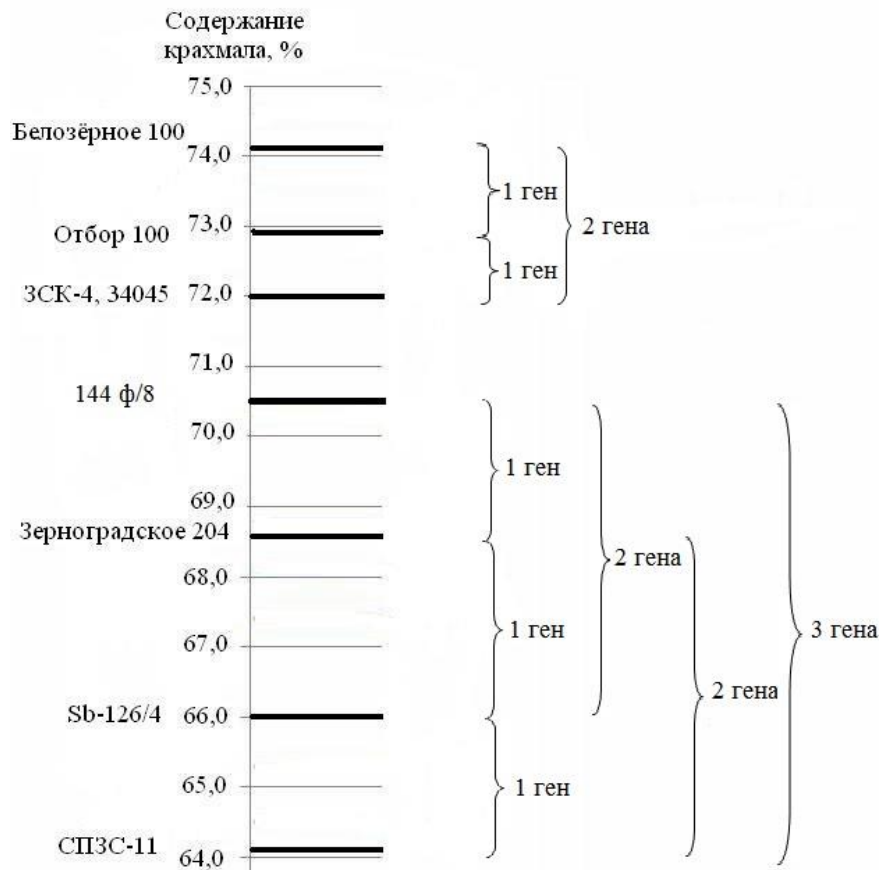 Содержание
крахмала, %
75,0
Белозёрное 100
74,0
1 ген
2 гена
73,0
Отбор 100
1 ген
ЗСК-4, 34045
72,0
71,0
144 ф/8
70,0
1 ген
69,0
Зерноградское 204
2 гена
68,0
1 ген
3 гена
67,0
2 гена
Sb-126/4
66,0
65,0
1 ген
СПЗС-11
64,0